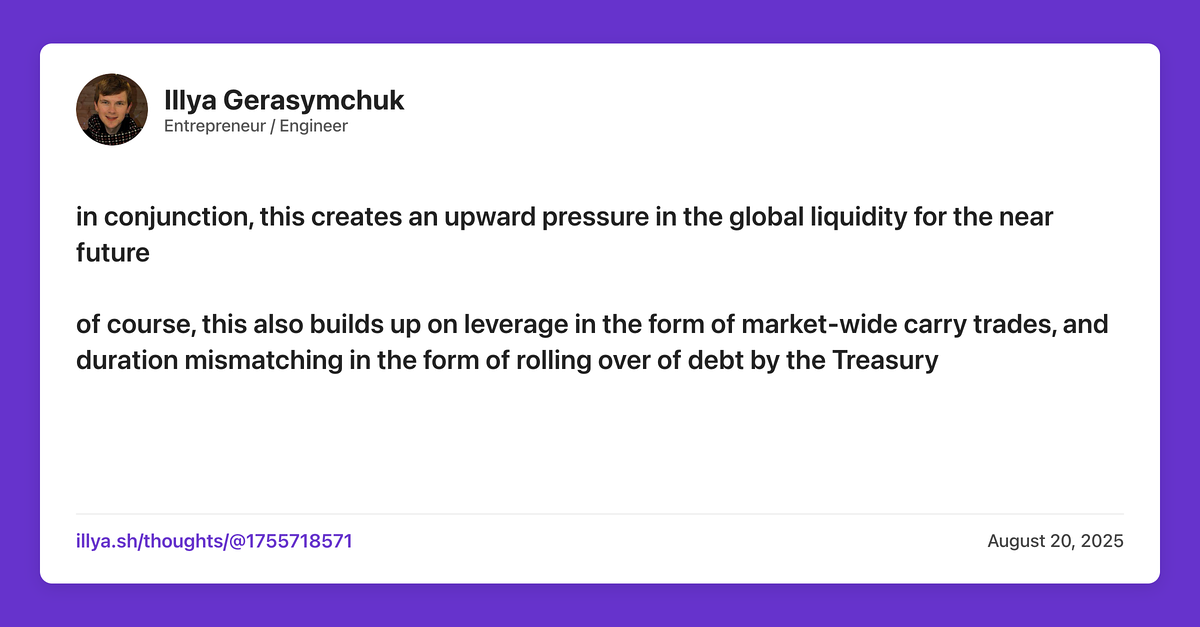 Illya Gerasymchuk
Entrepreneur / Engineer
in conjunction, this creates an upward pressure in the global liquidity for the near
future
of course, this also builds up on leverage in the form of market-wide carry trades, and
duration mismatching in the form of rolling over of debt by the Treasury
illya.sh/thoughts/@1755718571
August 20, 2025